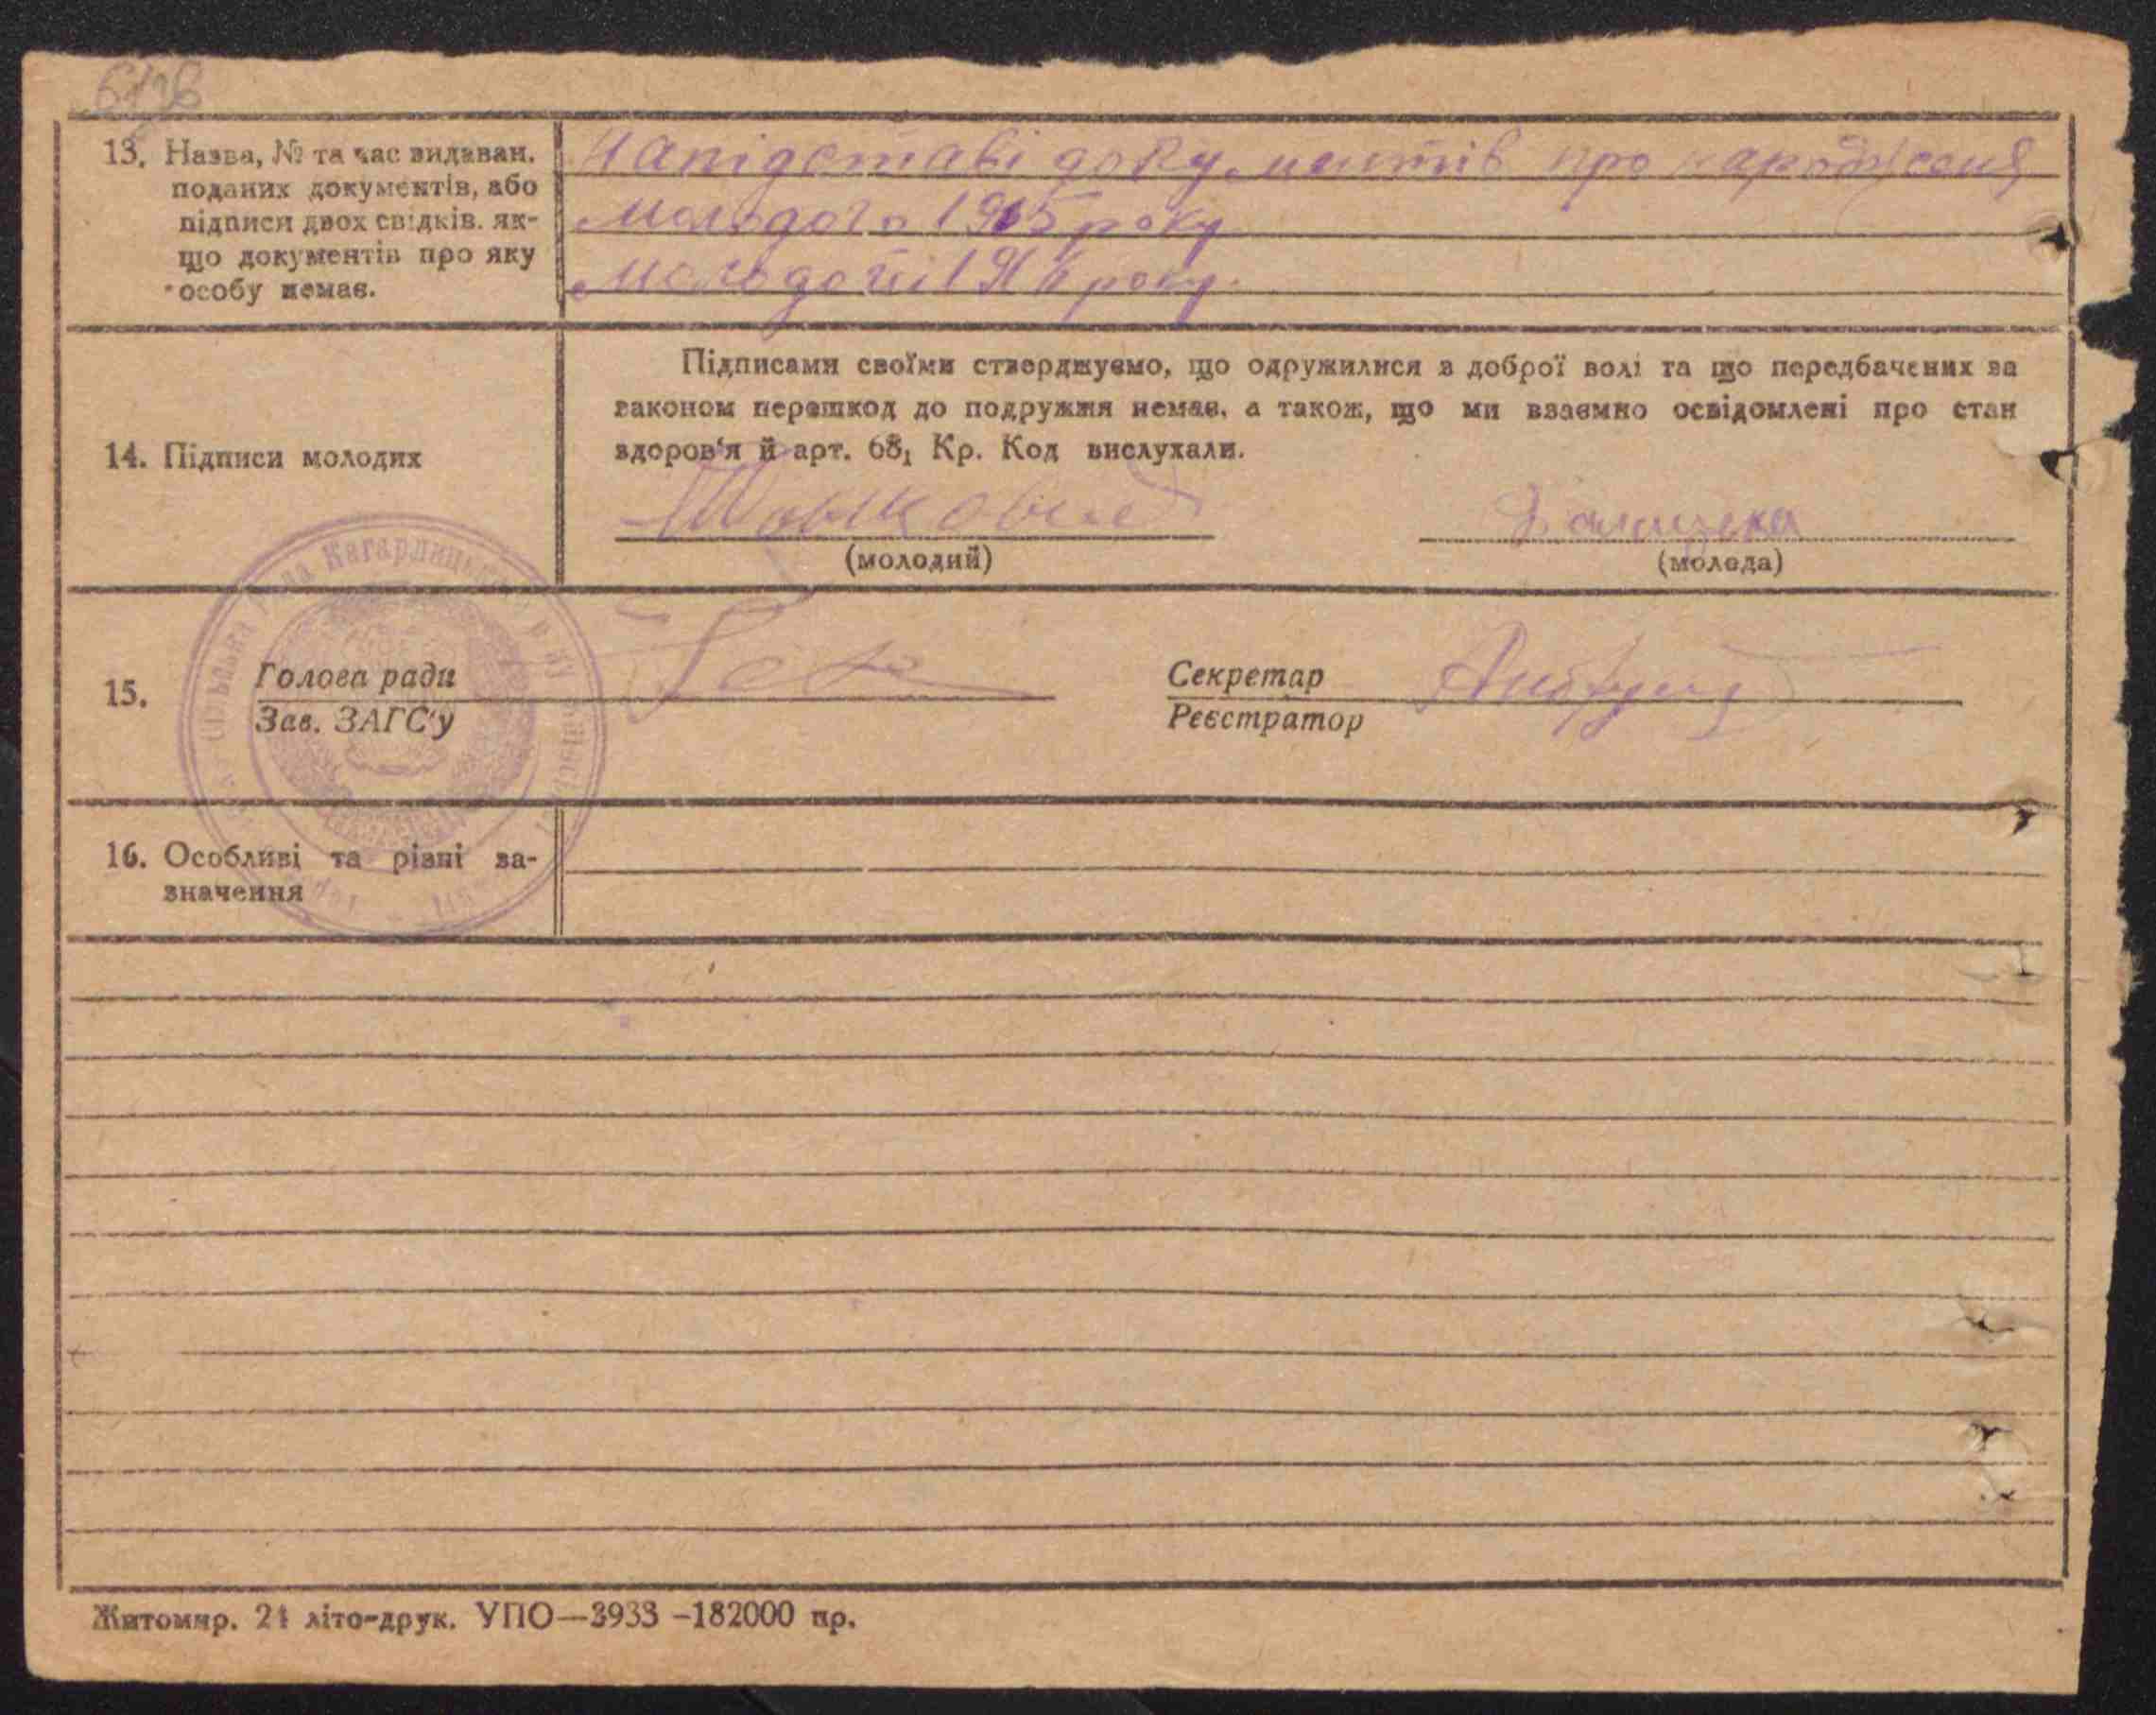 13. Назва, № та час видаван.
поданих документів, або
підписи двох свідків. як-
що документів про яку
особу немає.
На підставі документів про народження
молодого 1915 року
молодої 191 року.
14. Підписи молодих
Підписами своїми стверджуємо, що одружилися з доброї волі та що передбачених за
законом перешкод до подружжя немає, а також, що ми взаємно освідомлені про стан
здоров'я й арт. 68₁ Кр. Код вислухали.
(молодий)
(молода)
15.
Голова ради
Зав. ЗАГС'у
Секретар
Реєстратор
16. Особливі та різні за-
значення
Житомир. 21 літо-друк. УПО—3933 –182000 пр.